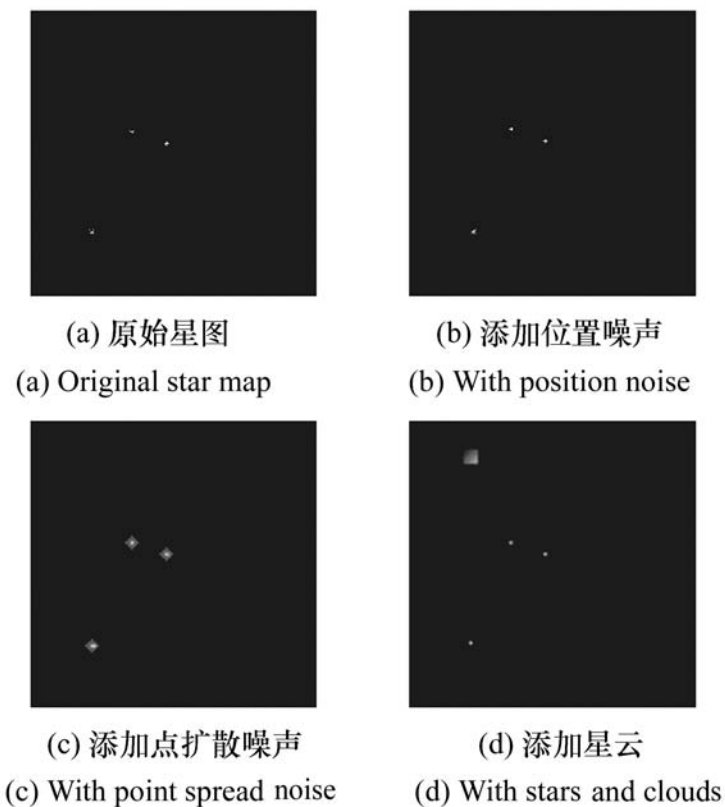 (a) 原始星图
(b) 添加位置噪声
(a) Original star map
(b) With position noise
(c) 添加点扩散噪声
(d) 添加星云
(c) With point spread noise
(d) With stars and clouds